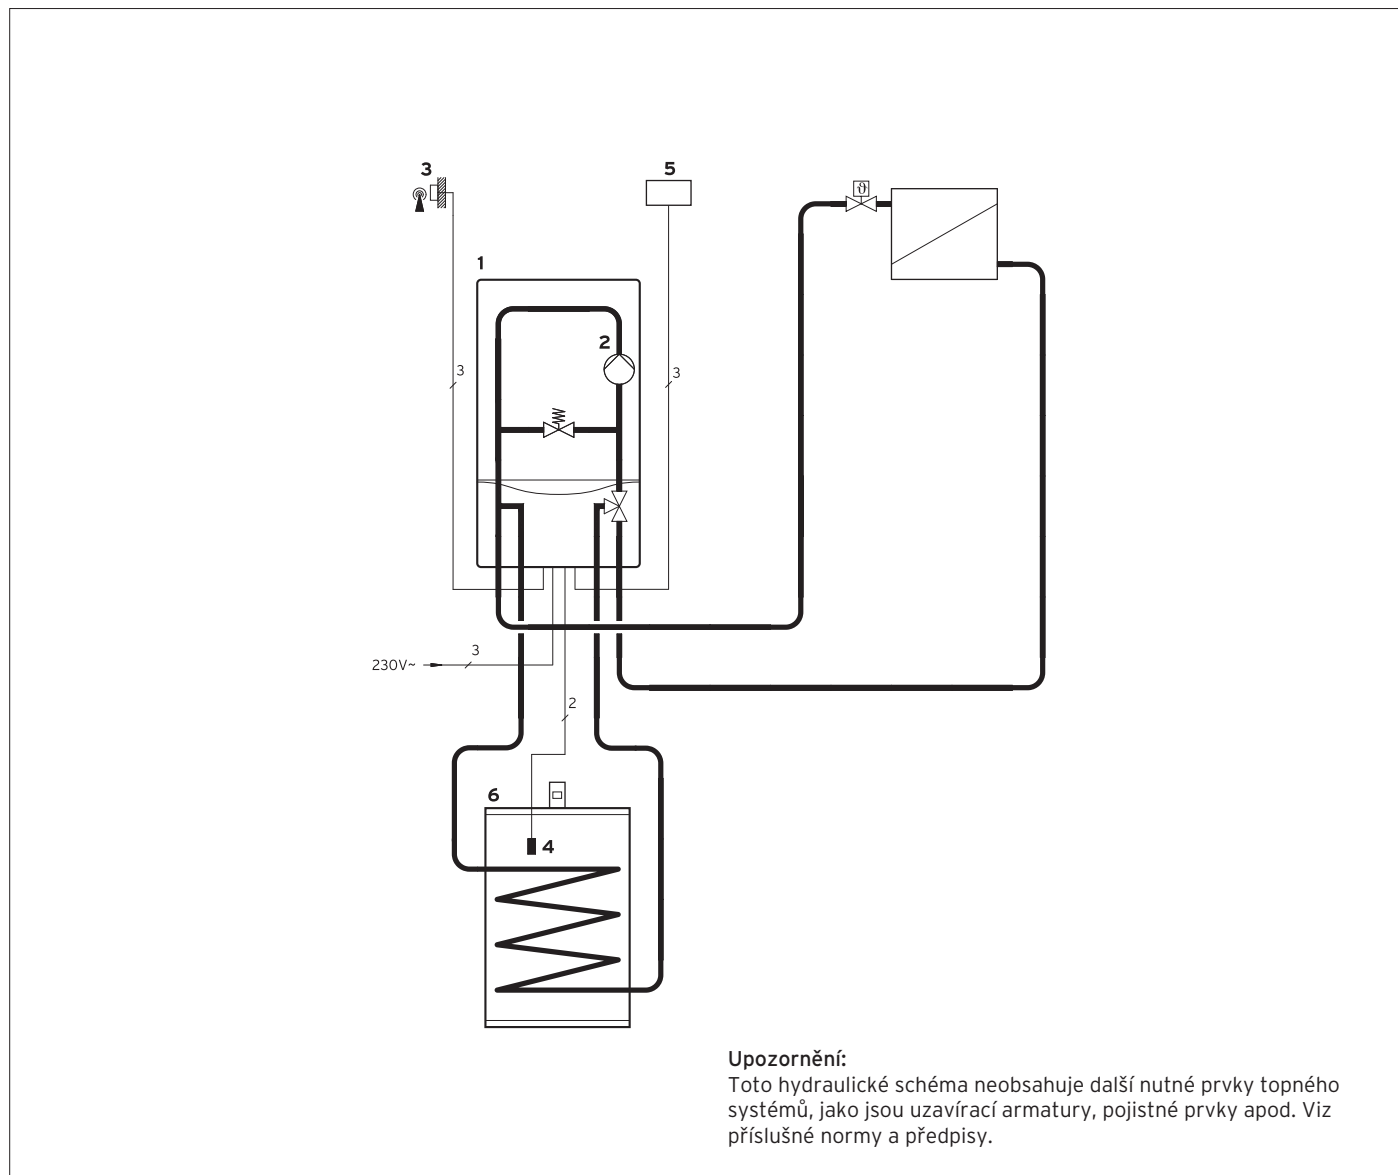 3
5
ϑ
1
2
3
3
3
230V~
2
6
4
Upozornění:
Toto hydraulické schéma neobsahuje další nutné prvky topného
systémů, jako jsou uzavírací armatury, pojistné prvky apod. Viz
příslušné normy a předpisy.